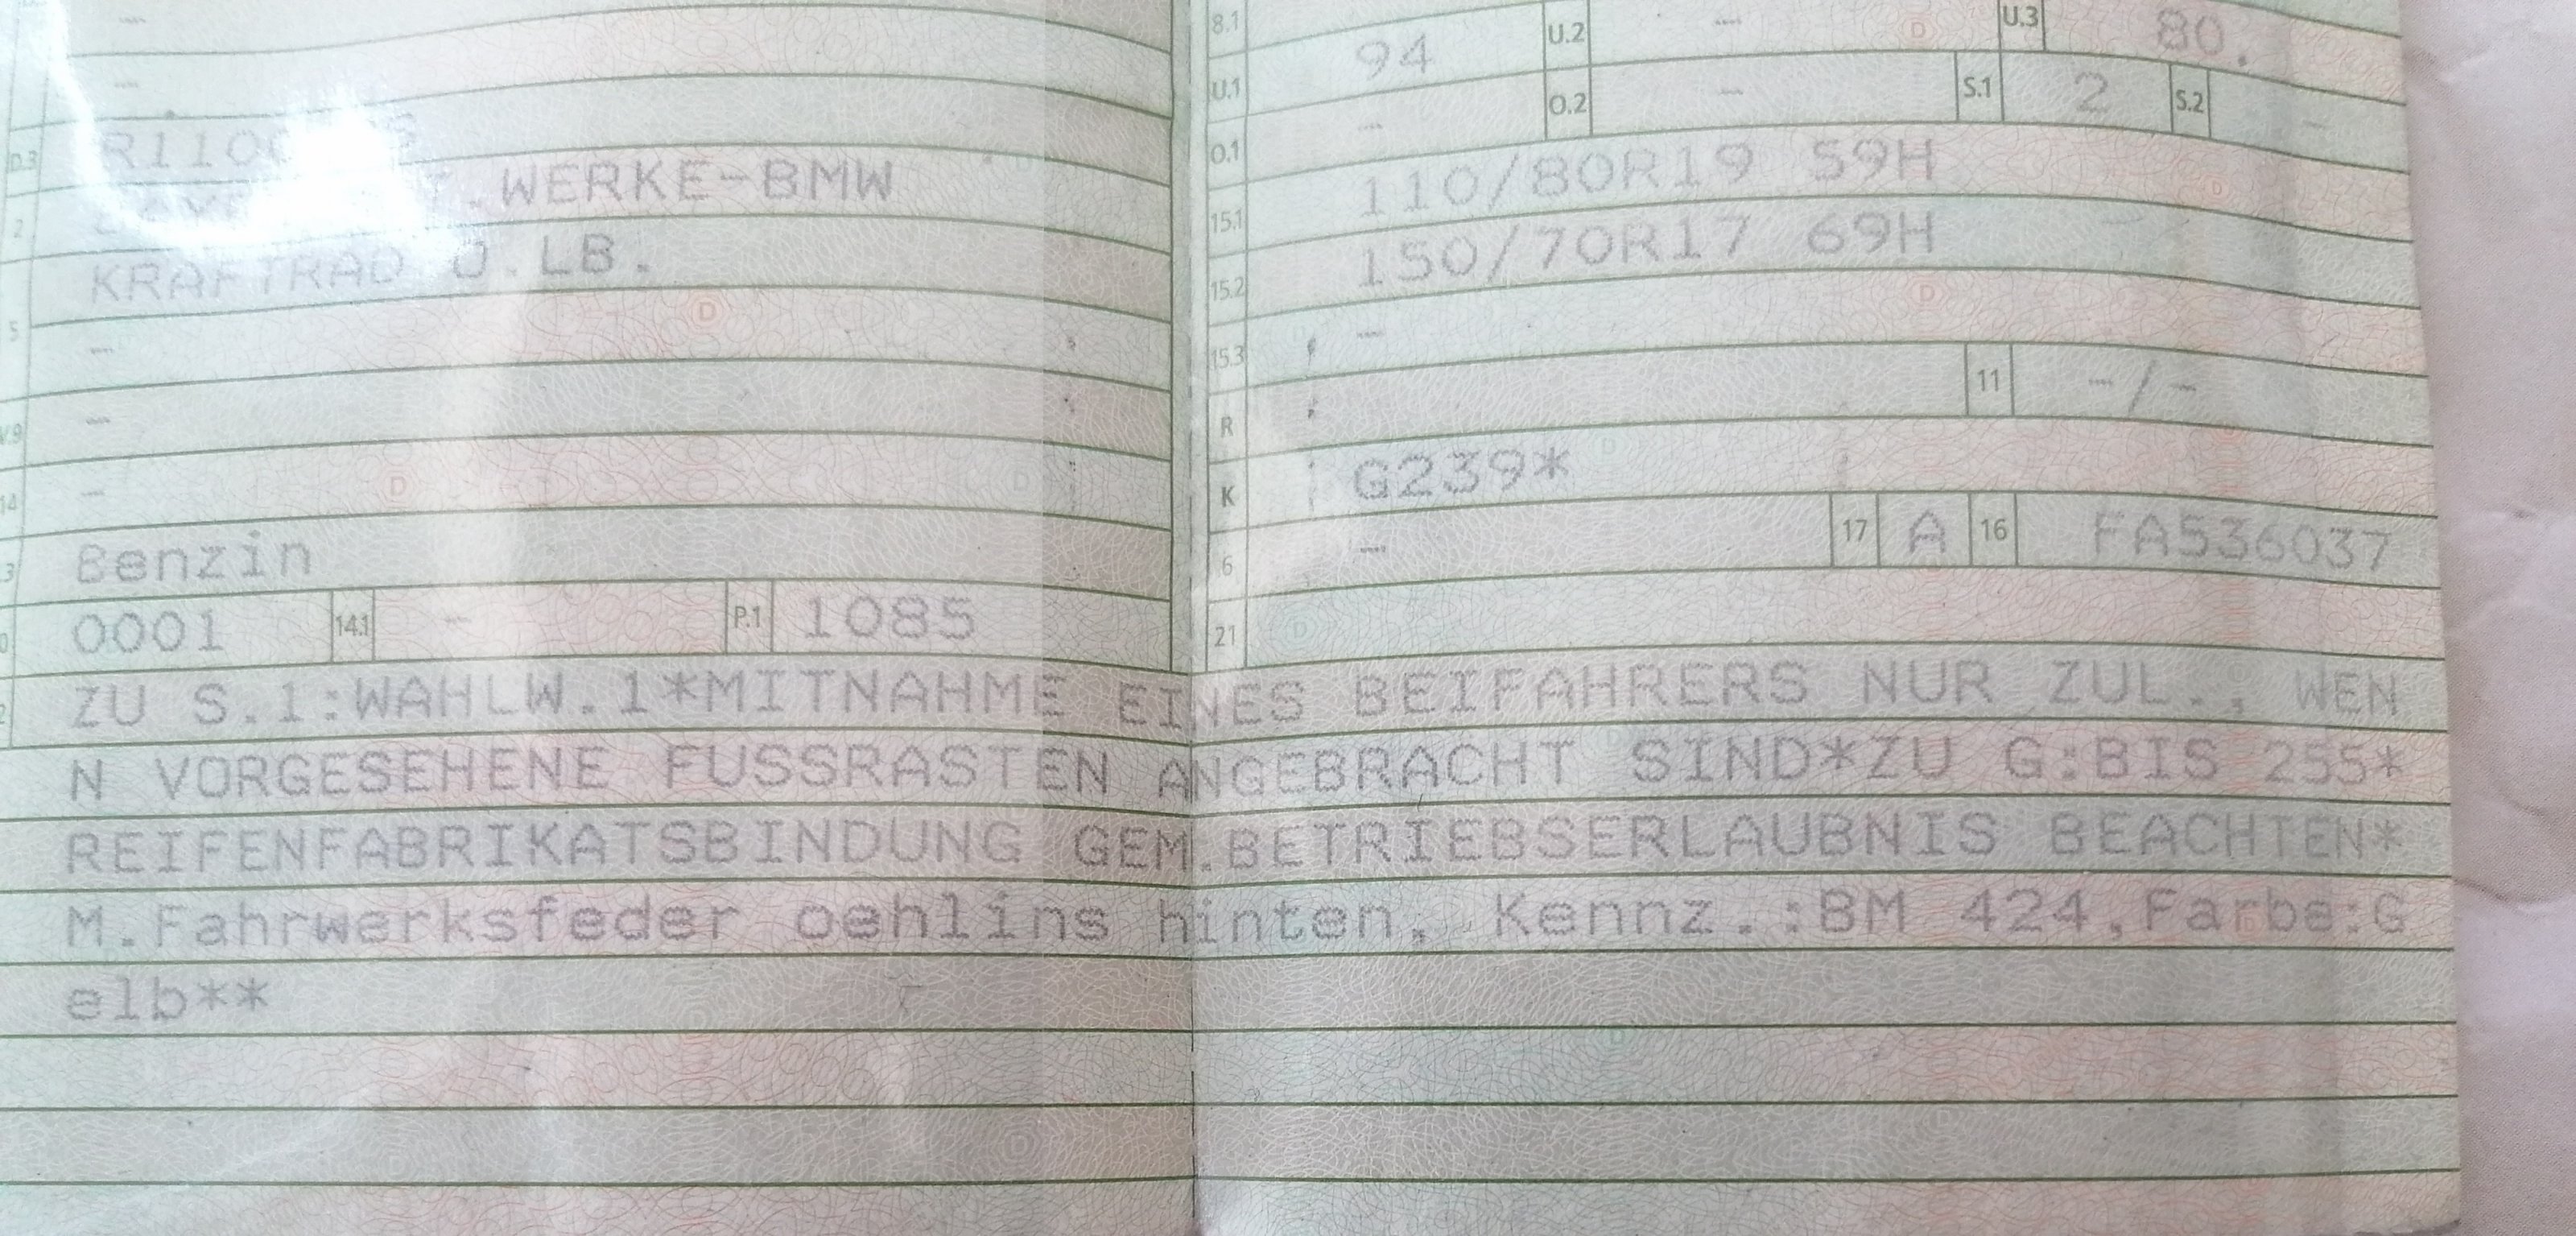 8.1 — U.3
94 U.2 — 80.
U.1 O.2 — S.1 2 S.2 —
D.3
O.1 —
2 WERKE-BMW
15.1 110/80R19 59H
5 KRAFTRAD O.LB.
15.2 150/70R17 69H
—
15.3 —
V.9 —
R 11 -/-
14 —
K G239*
Benzin
6 — 17 A 16 FA536037
0001 14.1 — P.1 1085
21
ZU S.1:WAHLW.1*MITNAHME EINES BEIFAHRERS NUR ZUL., WEN
N VORGESEHENE FUSSRASTEN ANGEBRACHT SIND*ZU G:BIS 255*
REIFENFABRIKATSBINDUNG GEM.BETRIEBSERLAUBNIS BEACHTEN*
M.Fahrwerksfeder oehlins hinten, Kennz.:BM 424,Farbe:G
elb**